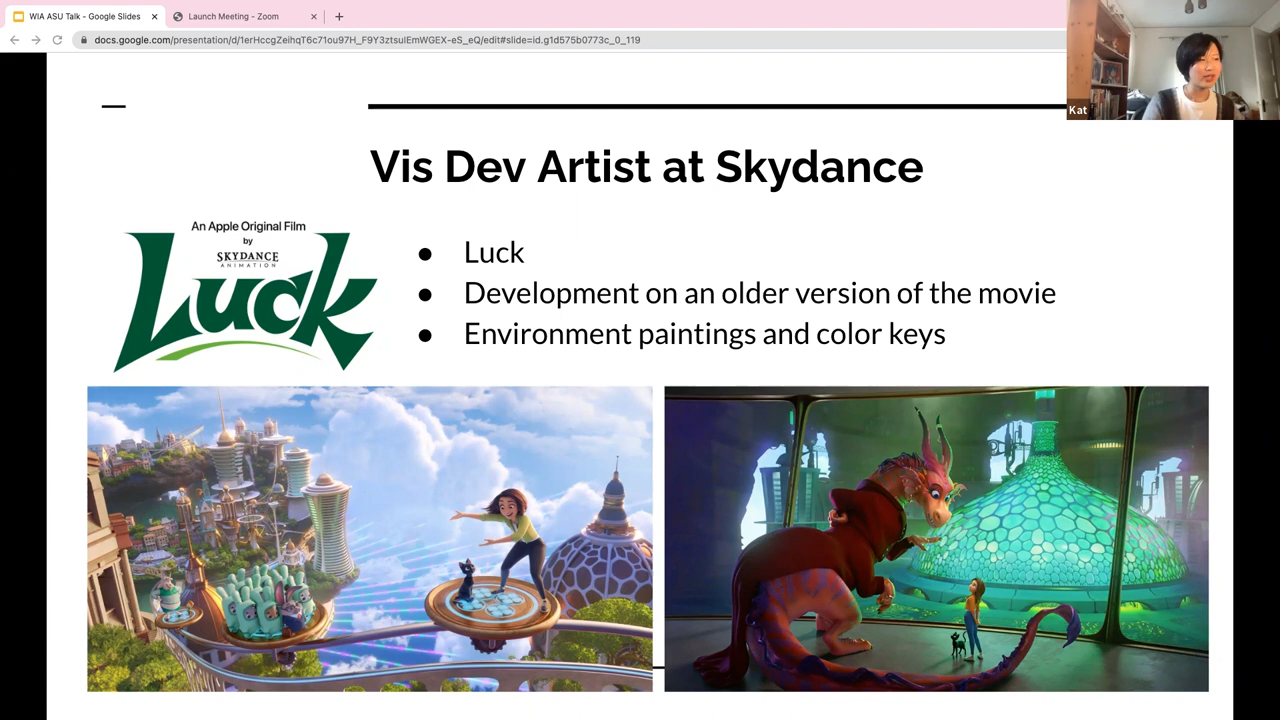 WIA ASU Talk - Google Slides
Launch Meeting - Zoom
docs.google.com/presentation/d/1erHccgZeihqT6c71ou97H_F9Y3ztsuIEmWGEX-eS_eQ/edit#slide=id.g1d575b0773c_0_119
Kat
Vis Dev Artist at Skydance
An Apple Original Film
by
SKYDANCE
ANIMATION
Luck
● Luck
● Development on an older version of the movie
● Environment paintings and color keys